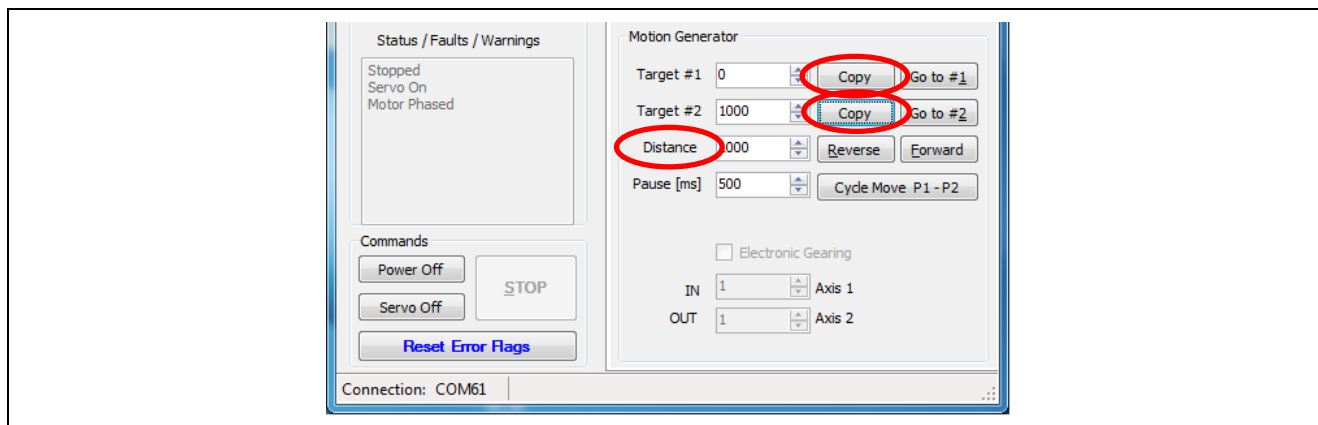 Status / Faults / Warnings
Stopped
Servo On
Motor Phased
Commands
Power Off
STOP
Servo Off
Reset Error Flags
Motion Generator
Target #1 0 Copy Go to #1
Target #2 1000 Copy Go to #2
Distance 000 Reverse Forward
Pause [ms] 500 Cycle Move P1 - P2
Electronic Gearing
IN 1 Axis 1
OUT 1 Axis 2
Connection: COM61